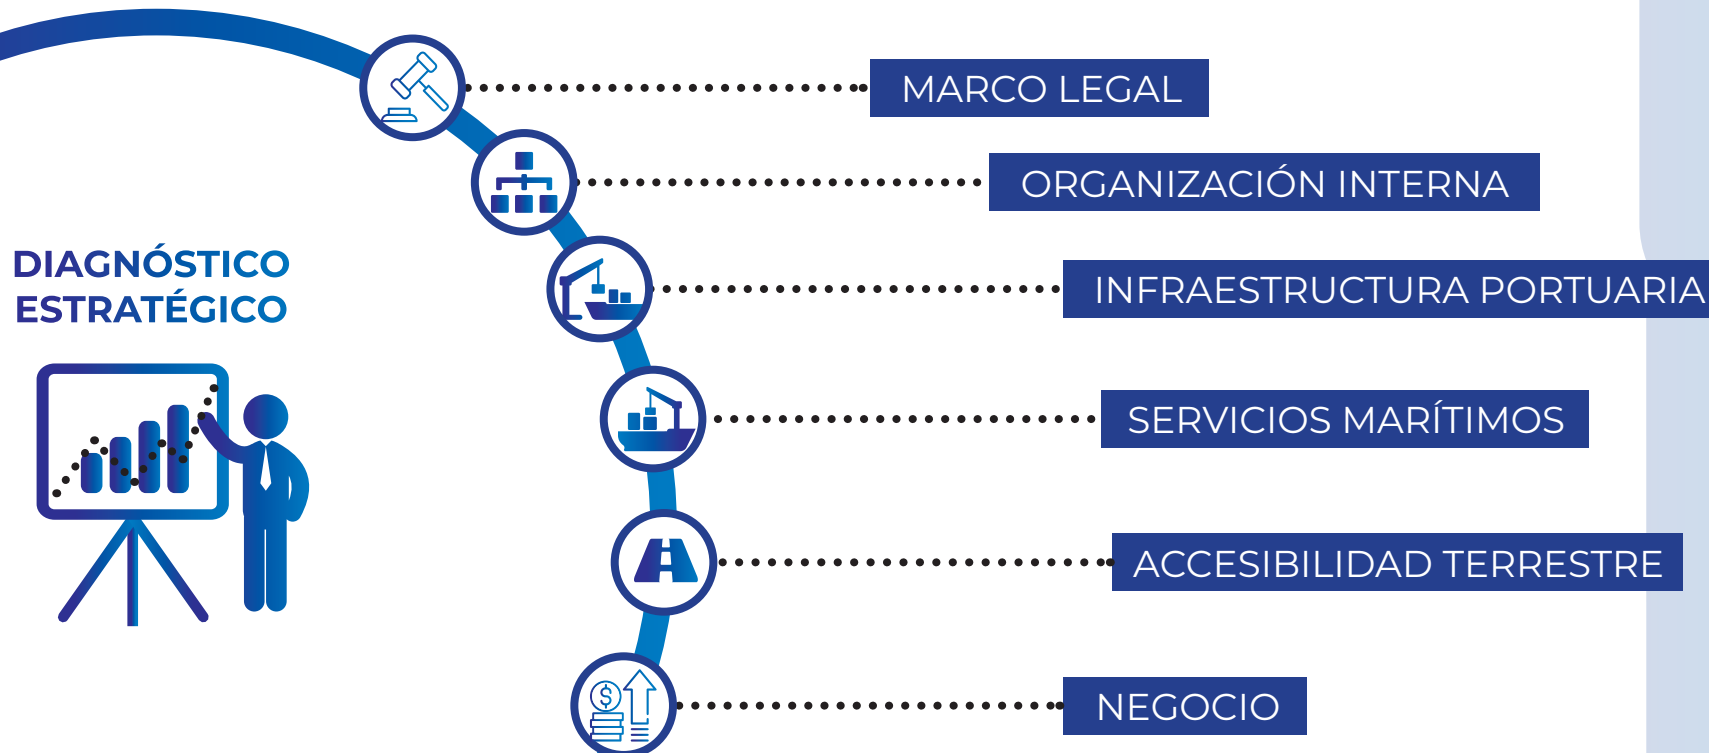 DIAGNÓSTICO
ESTRATÉGICO
MARCO LEGAL
ORGANIZACIÓN INTERNA
INFRAESTRUCTURA PORTUARIA
SERVICIOS MARÍTIMOS
ACCESIBILIDAD TERRESTRE
NEGOCIO
$